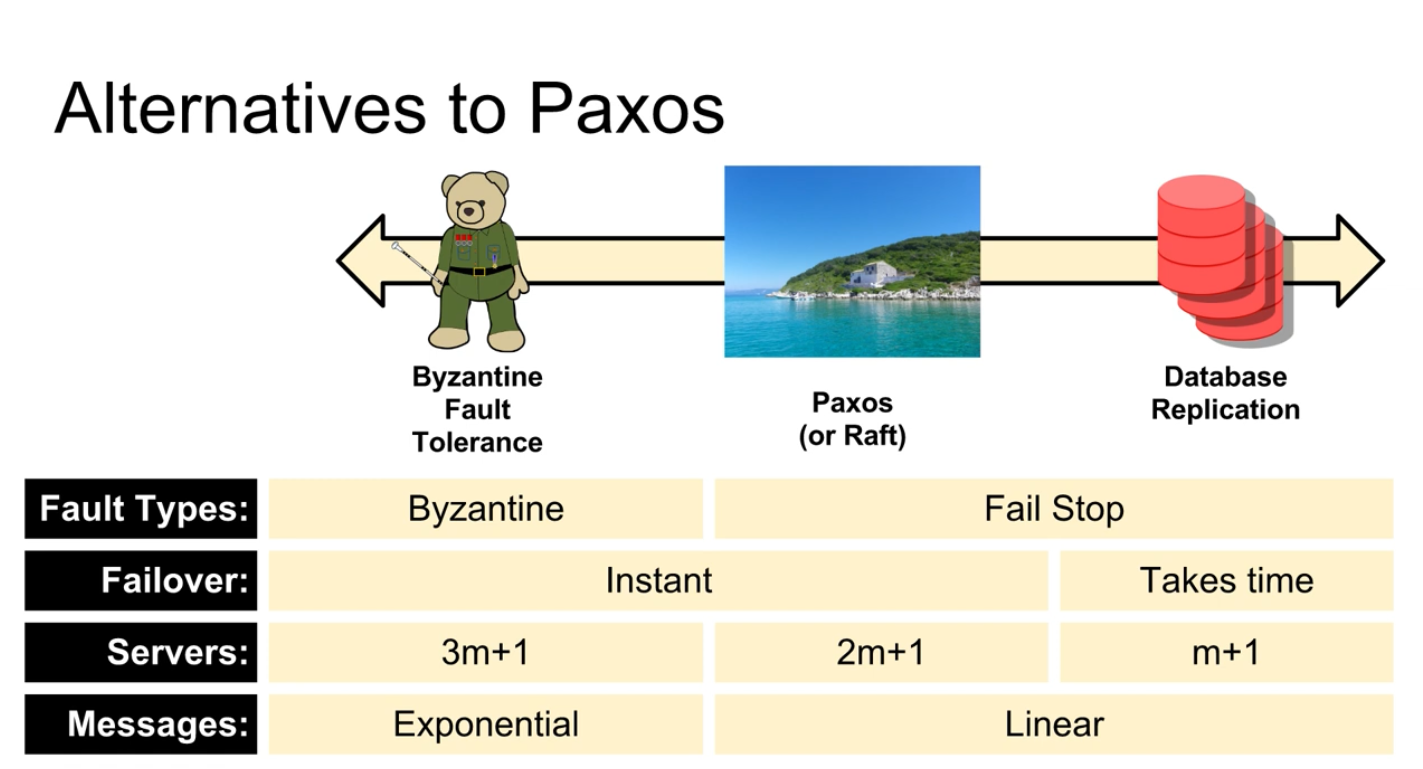 Alternatives to Paxos
Byzantine
Fault
Tolerance
Paxos
(or Raft)
Database
Replication
Fault Types: Byzantine Fail Stop
Failover: Instant Takes time
Servers: 3m+1 2m+1 m+1
Messages: Exponential Linear